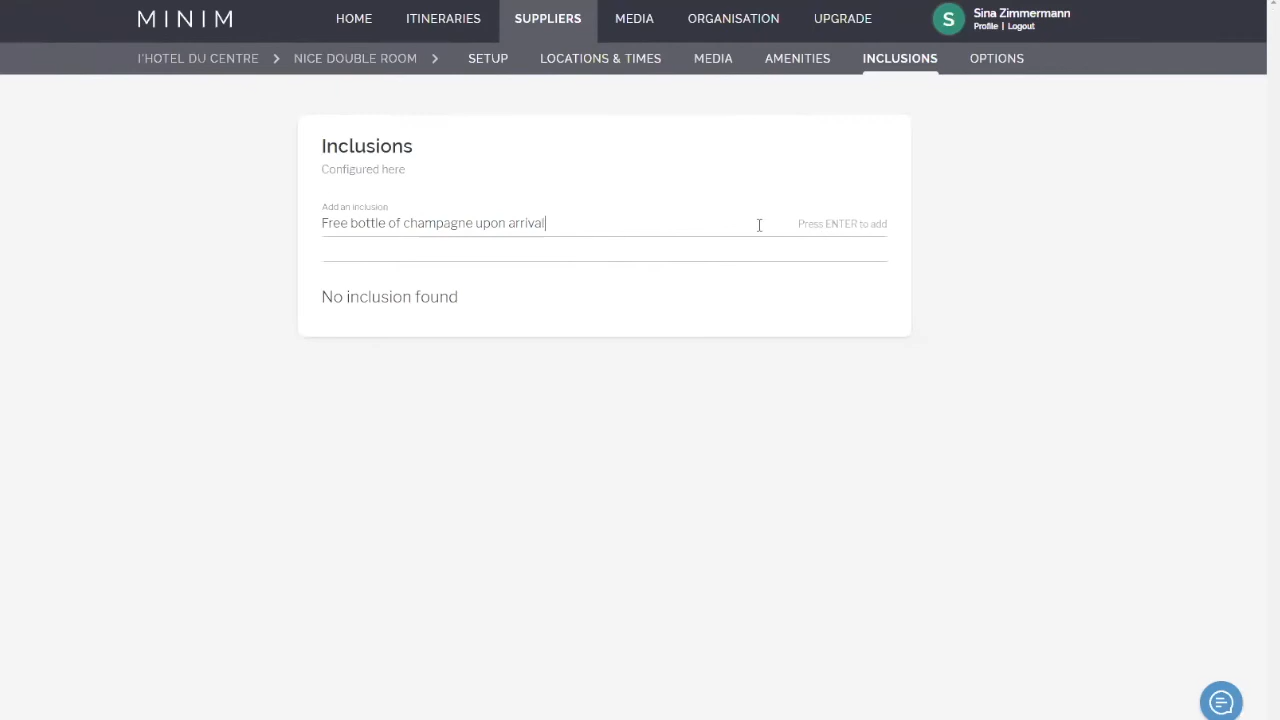 MINIM
HOME ITINERARIES SUPPLIERS MEDIA ORGANISATION UPGRADE
S
Sina Zimmermann
Profile | Logout
l'HOTEL DU CENTRE NICE DOUBLE ROOM SETUP LOCATIONS & TIMES MEDIA AMENITIES INCLUSIONS OPTIONS
Inclusions
Configured here
Add an inclusion
Free bottle of champagne upon arrival Press ENTER to add
No inclusion found